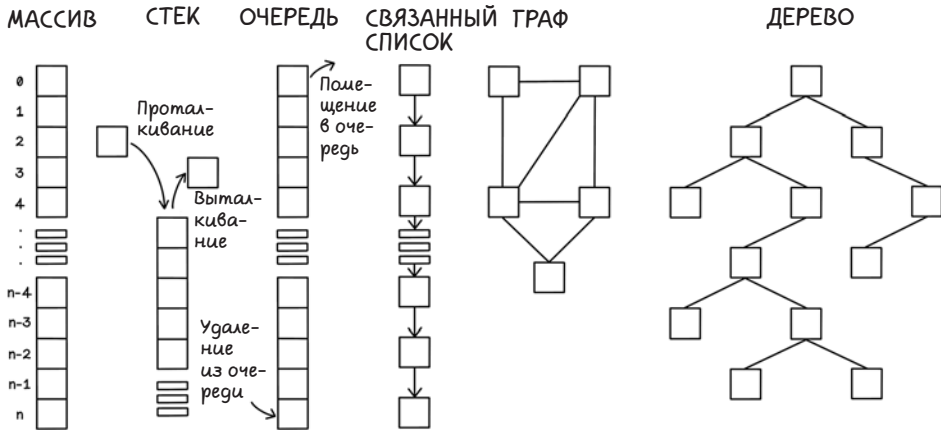 МАССИВ
СТЕК
ОЧЕРЕДЬ
СВЯЗАННЫЙ
СПИСОК
ГРАФ
ДЕРЕВО
0
1
2
3
4
.
.
.
n-4
n-3
n-2
n-1
n
Протал-
кивание
Вытал-
кива-
ние
Поме-
щение
в оче-
редь
Удале-
ние
из оче-
реди